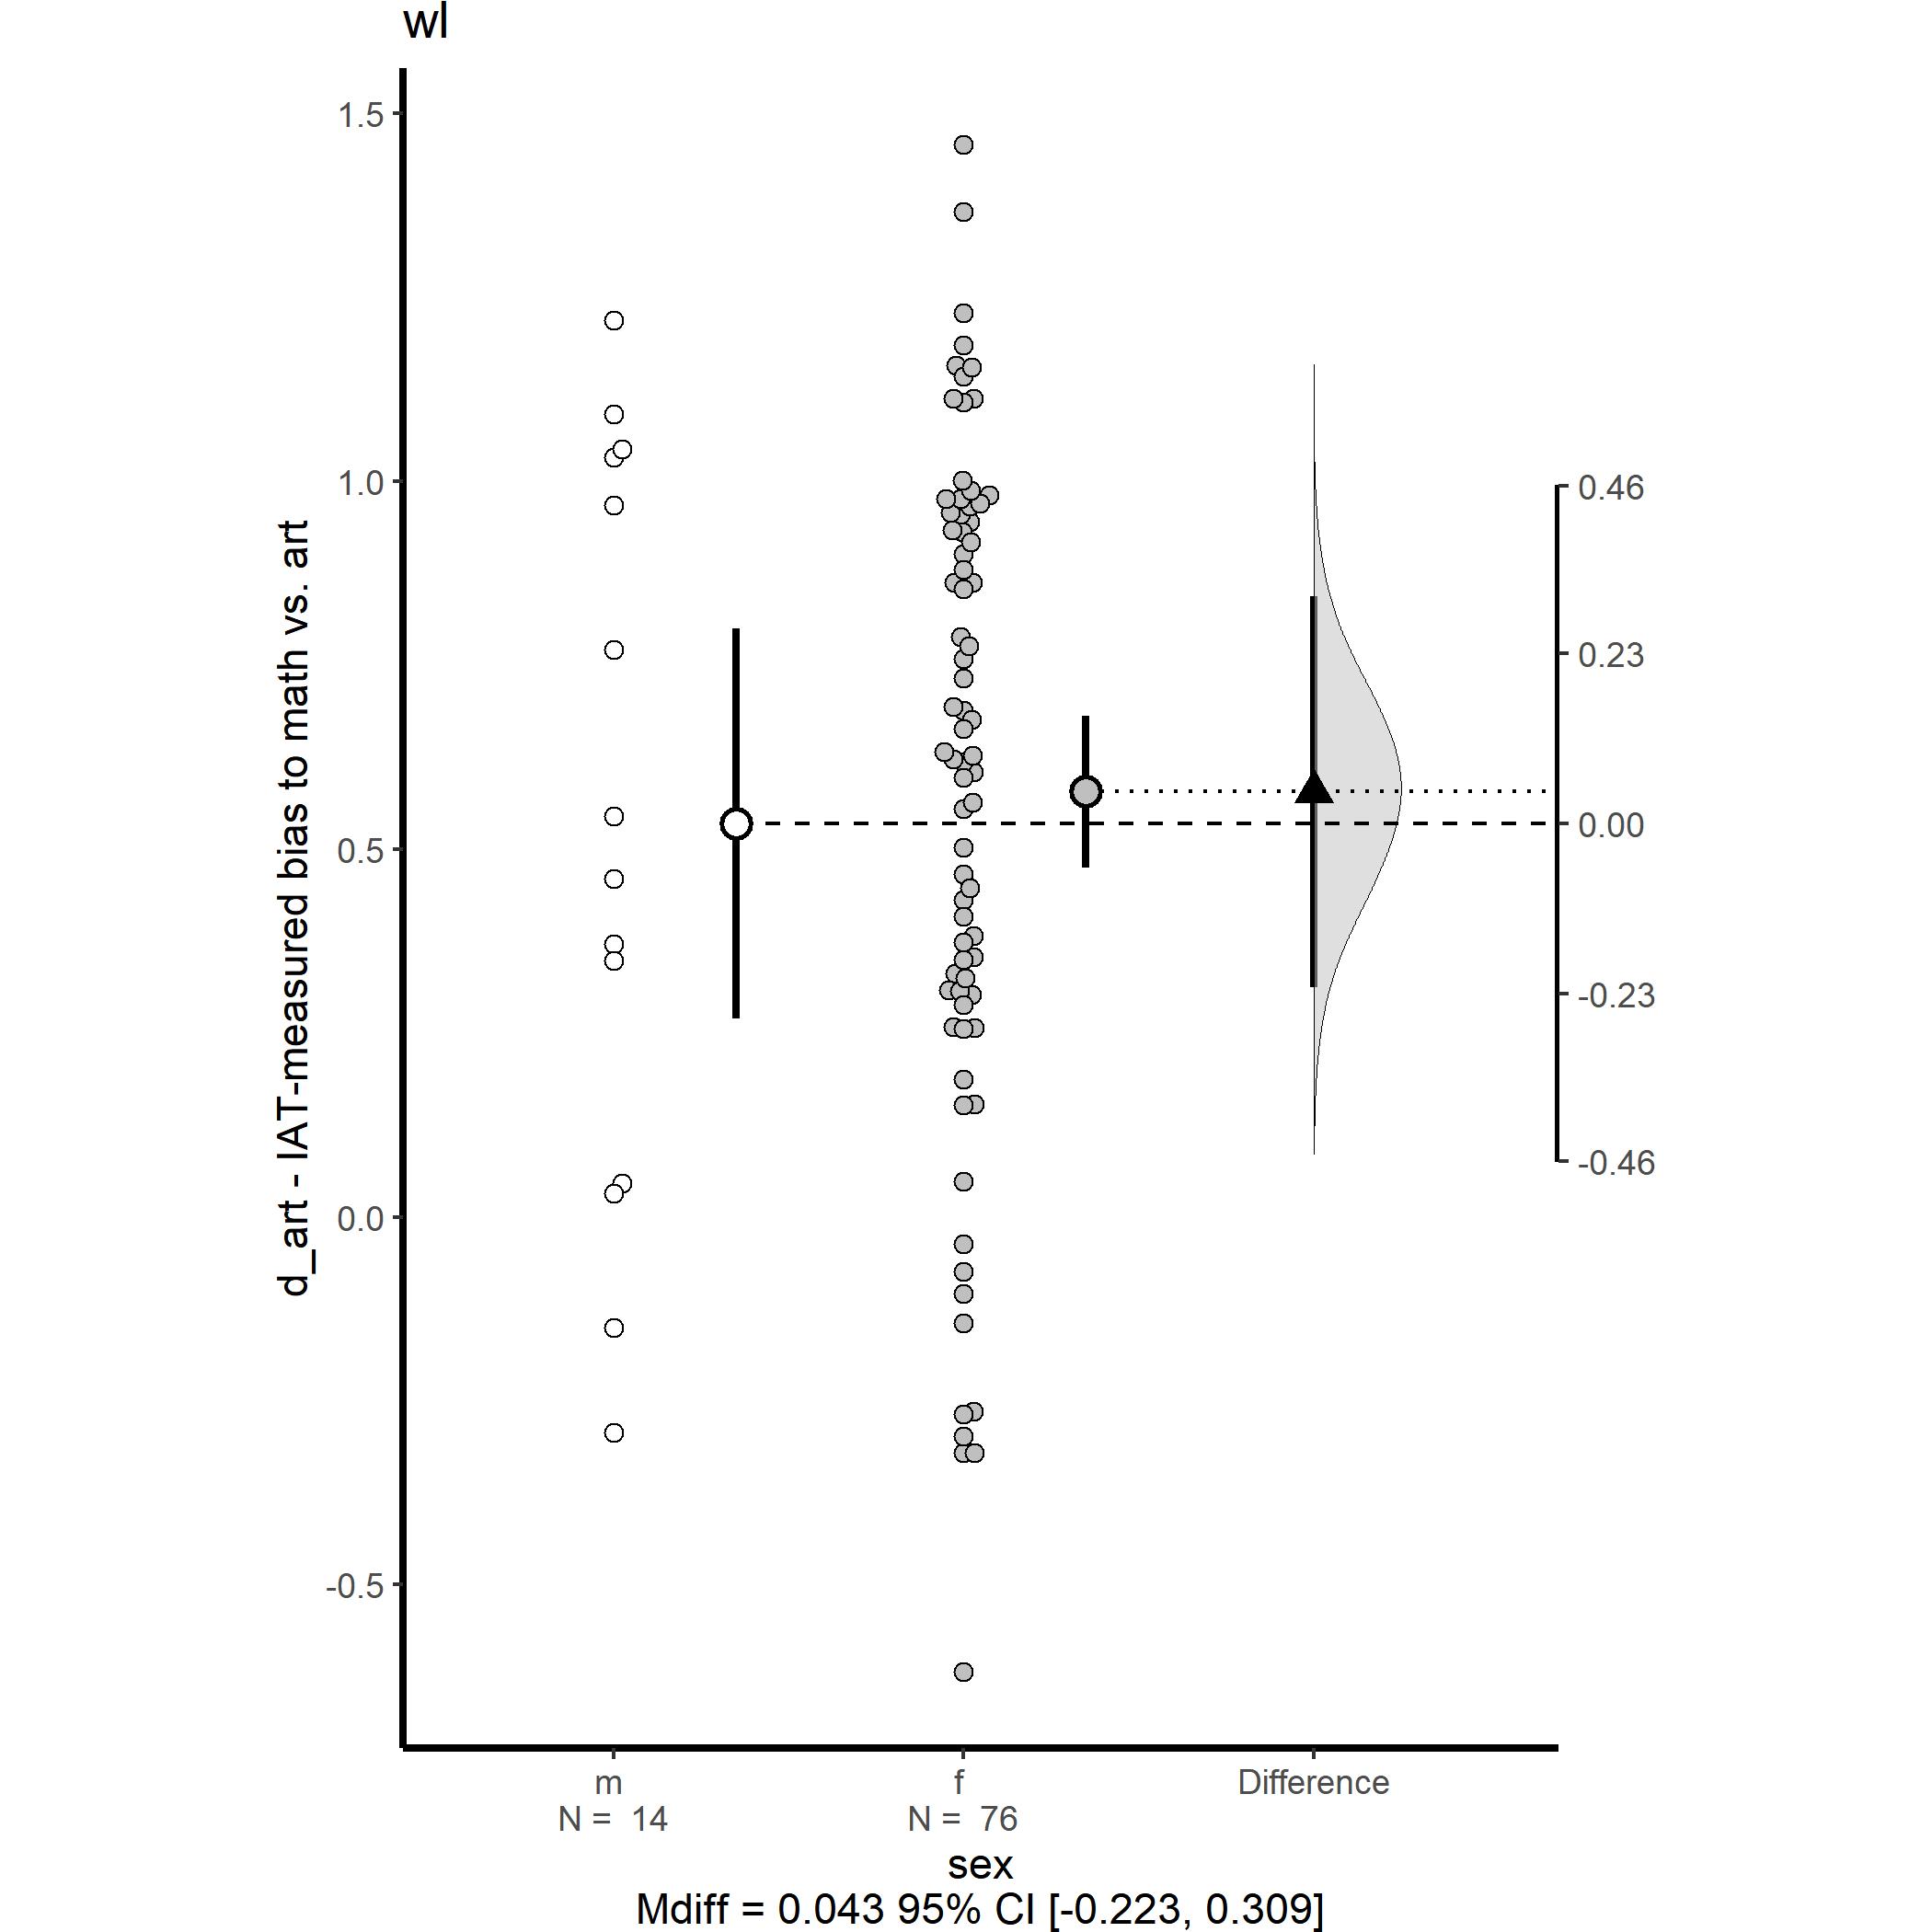 wl
d_art - IAT-measured bias to math vs. art
1.5
1.0
0.5
0.0
-0.5
0.46
0.23
0.00
-0.23
-0.46
m
N = 14
f
N = 76
Difference
sex
Mdiff = 0.043 95% CI [-0.223, 0.309]